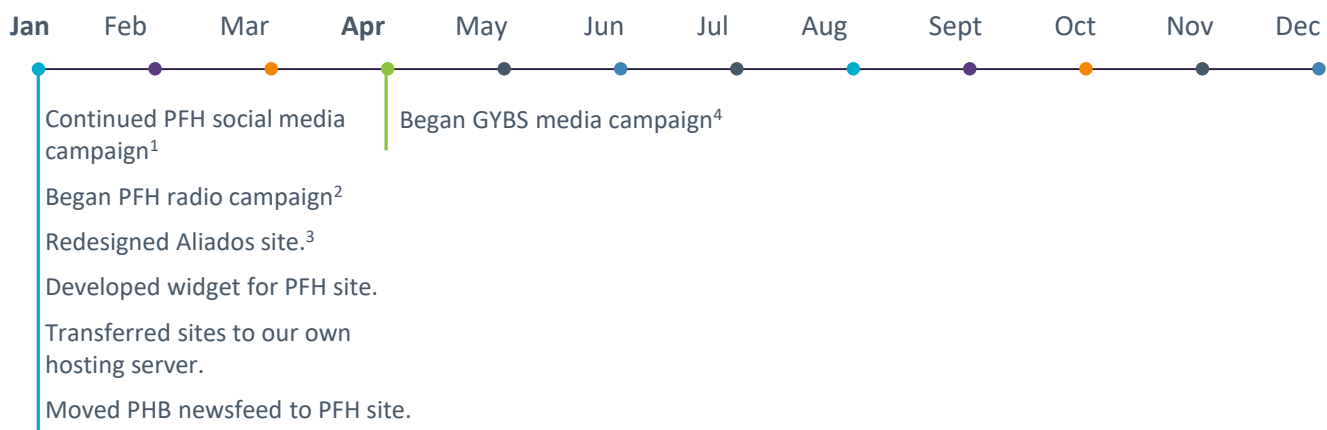 Jan Feb Mar Apr May Jun Jul Aug Sept Oct Nov Dec
Continued PFH social media
campaign¹
Began PFH radio campaign²
Redesigned Aliados site.³
Developed widget for PFH site.
Transferred sites to our own
hosting server.
Moved PHB newsfeed to PFH site.
Began GYBS media campaign⁴